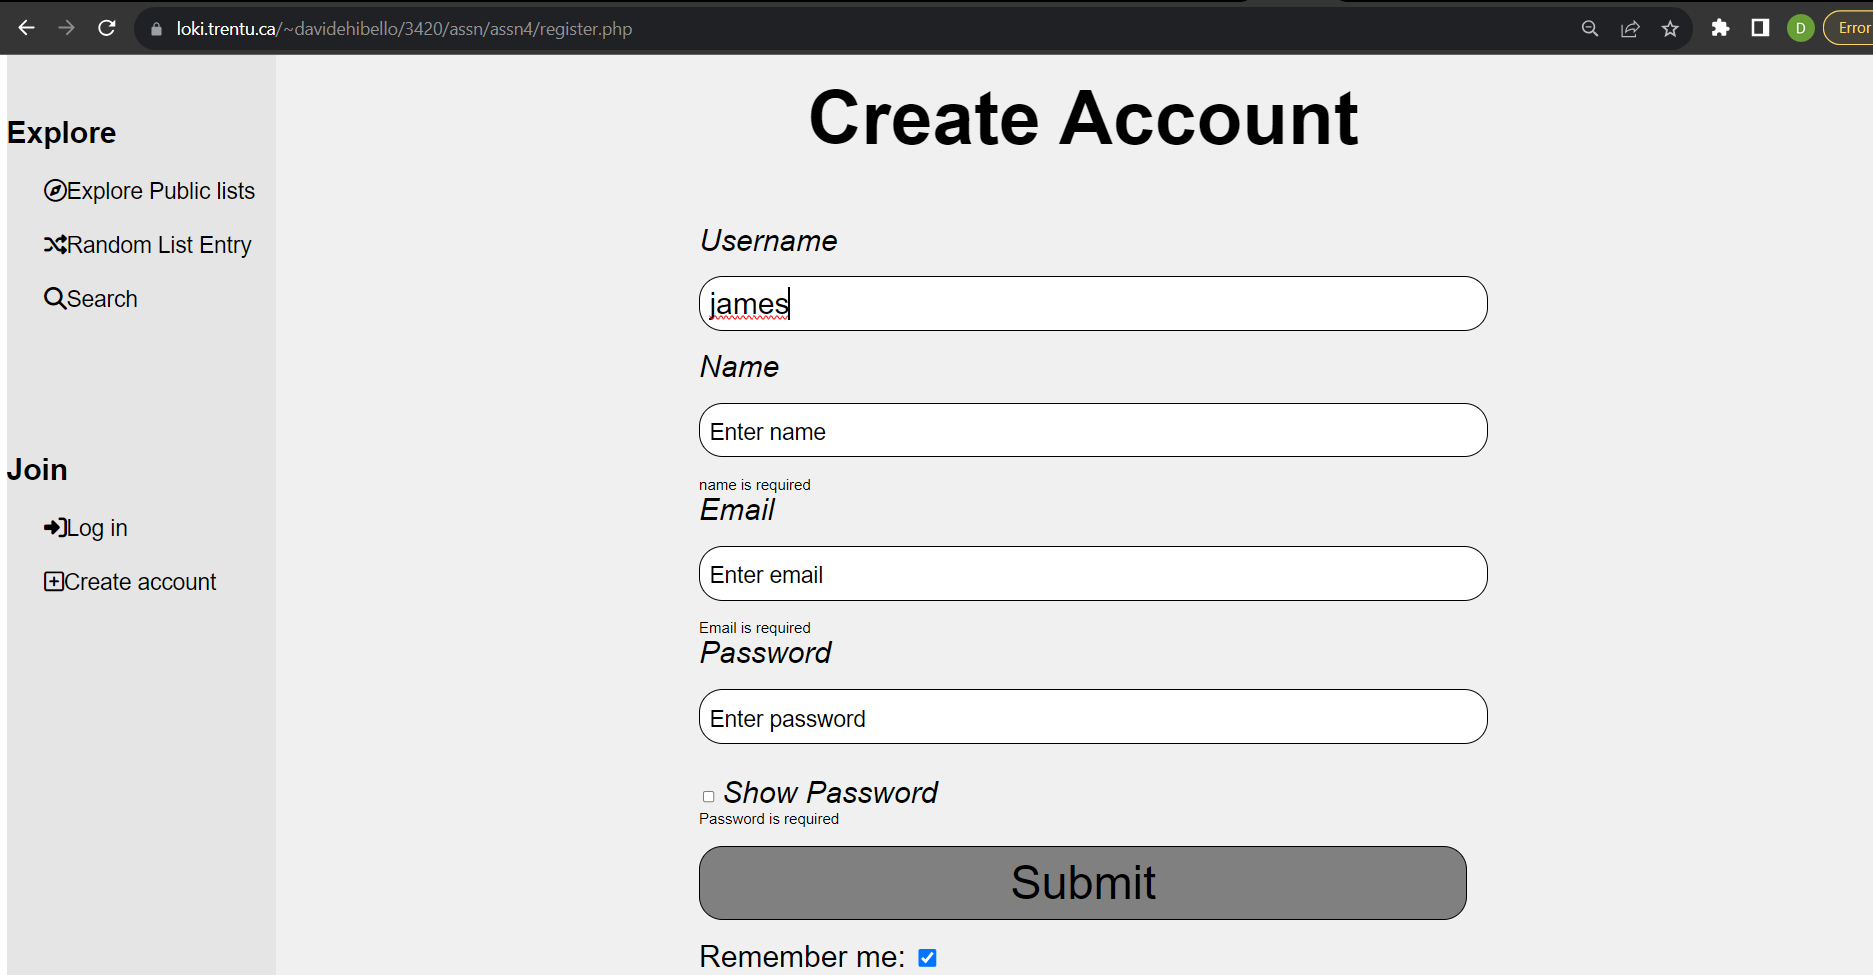 loki.trentu.ca/~davidehibello/3420/assn/assn4/register.php
D
Error
Explore
Explore Public lists
Random List Entry
Search
Join
Log in
Create account
Create Account
Username
james
Name
Enter name
name is required
Email
Enter email
Email is required
Password
Enter password
Show Password
Password is required
Submit
Remember me: